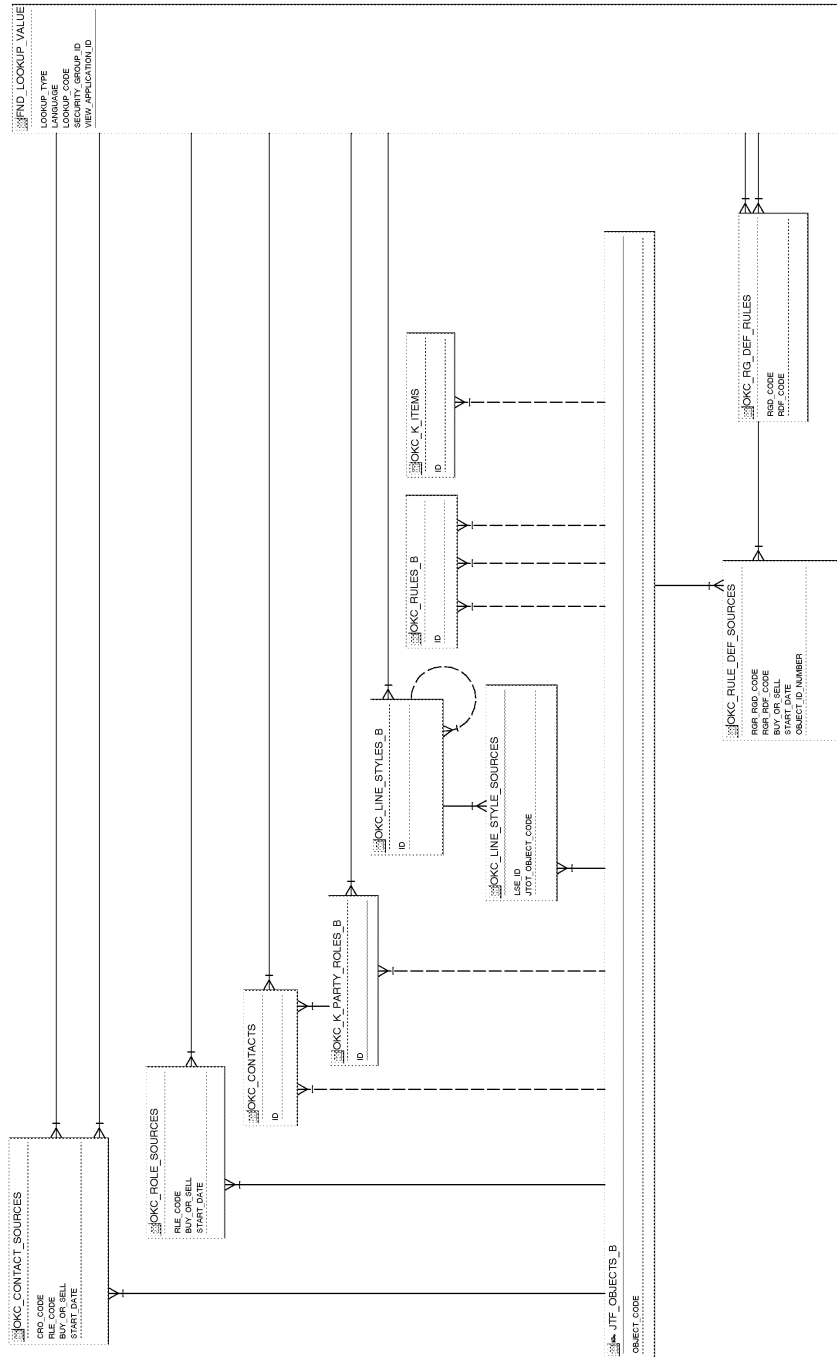 FND_LOOKUP_VALUE
LOOKUP_TYPE
LANGUAGE
LOOKUP_CODE
SECURITY_GROUP_ID
VIEW_APPLICATION_ID
OKC_CONTACT_SOURCES
CRO_CODE
RLE_CODE
BUY_OR_SELL
START_DATE
OKC_ROLE_SOURCES
RLE_CODE
BUY_OR_SELL
START_DATE
OKC_CONTACTS
ID
OKC_K_PARTY_ROLES_B
ID
OKC_LINE_STYLES_B
ID
OKC_LINE_STYLE_SOURCES
LSE_ID
JTOT_OBJECT_CODE
OKC_RULES_B
ID
OKC_K_ITEMS
ID
JTF_OBJECTS_B
OBJECT_CODE
OKC_RULE_DEF_SOURCES
RGR_RGD_CODE
RGR_RDF_CODE
BUY_OR_SELL
START_DATE
OBJECT_ID_NUMBER
OKC_RG_DEF_RULES
RGD_CODE
RDF_CODE